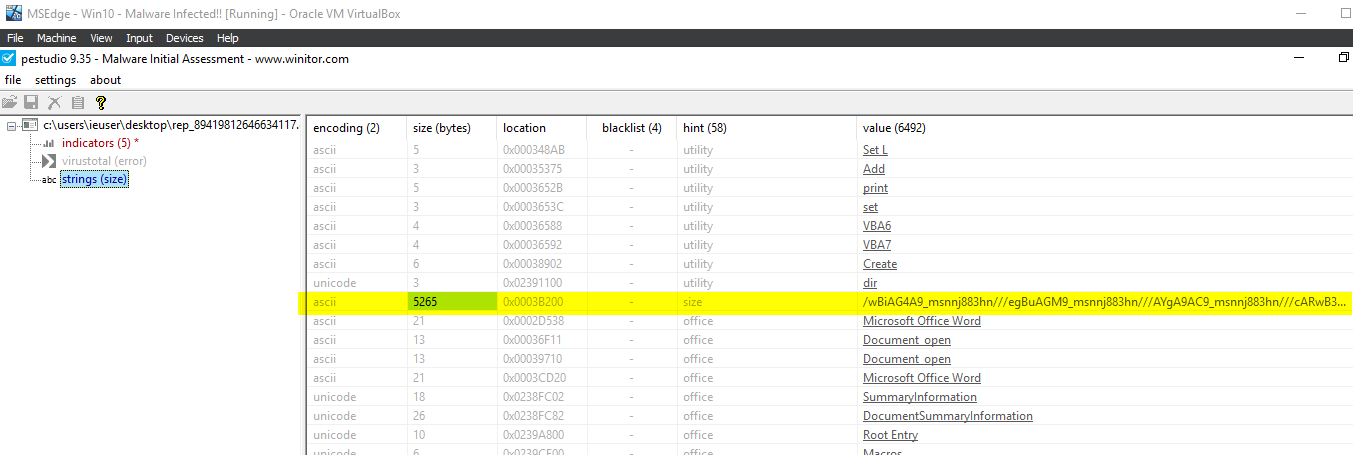 MSEdge - Win10 - Malware Infected!! [Running] - Oracle VM VirtualBox
File Machine View Input Devices Help
pestudio 9.35 - Malware Initial Assessment - www.winitor.com
file settings about
c:\users\ieuser\desktop\rep_89419812646634117.
indicators (5) *
virustotal (error)
abc strings (size)
encoding (2) size (bytes) location blacklist (4) hint (58) value (6492)
ascii 5 0x000348AB - utility Set L
ascii 3 0x00035375 - utility Add
ascii 5 0x0003652B - utility print
ascii 3 0x0003653C - utility set
ascii 4 0x00036588 - utility VBA6
ascii 4 0x00036592 - utility VBA7
ascii 6 0x00038902 - utility Create
unicode 3 0x02391100 - utility dir
ascii 5265 0x0003B200 - size /wBiAG4A9_msnnj883hn///egBuAGM9_msnnj883hn///AYgA9AC9_msnnj883hn///cARwB3...
ascii 21 0x0002D538 - office Microsoft Office Word
ascii 13 0x00036F11 - office Document_open
ascii 13 0x00039710 - office Document_open
ascii 21 0x0003CD20 - office Microsoft Office Word
unicode 18 0x0238FC02 - office SummaryInformation
unicode 26 0x0238FC82 - office DocumentSummaryInformation
unicode 10 0x0239A800 - office Root Entry
unicode 6 0x0239CE00 - office Macros